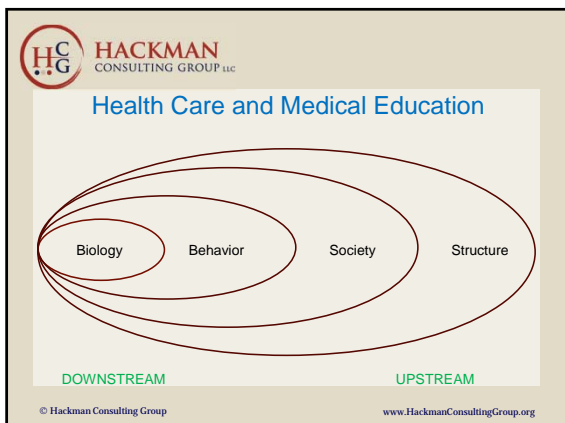 HCG
HACKMAN
CONSULTING GROUP LLC
Health Care and Medical Education
Biology Behavior Society Structure
DOWNSTREAM UPSTREAM
© Hackman Consulting Group www.HackmanConsultingGroup.org